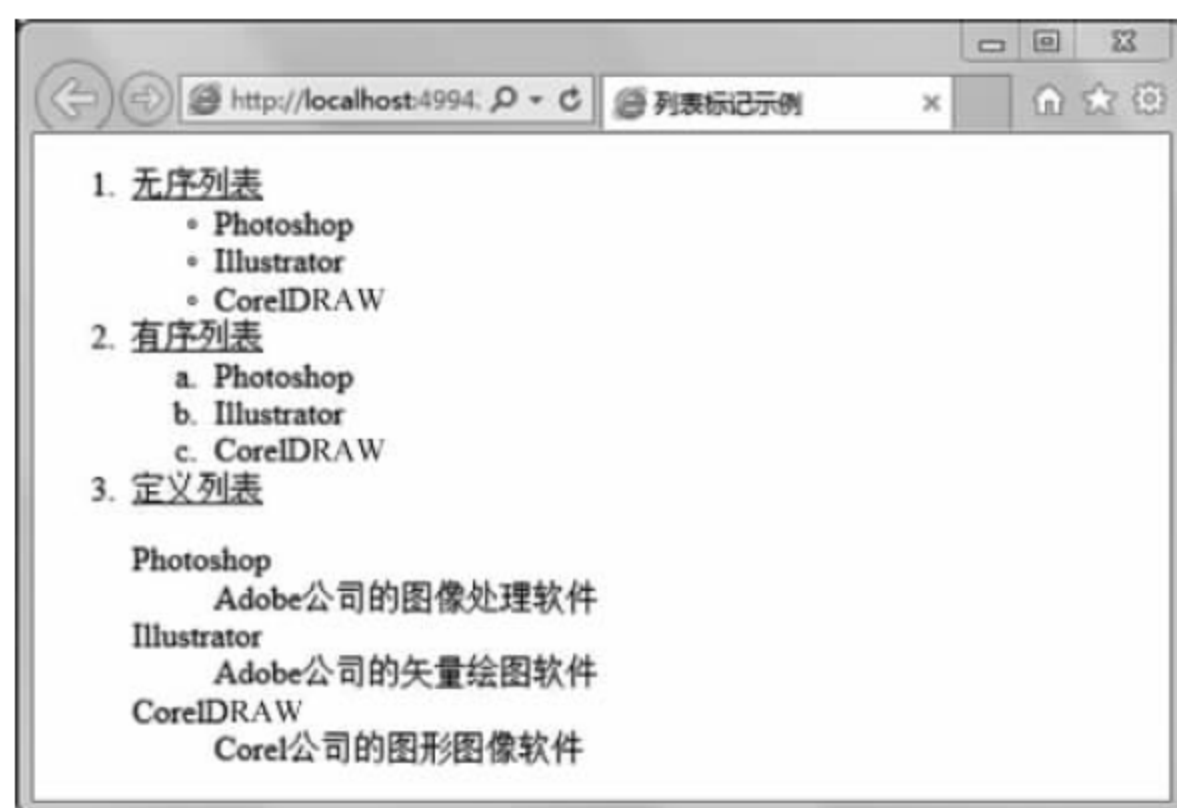 http://localhost:4994
列表标记示例
1. 无序列表
Photoshop
Illustrator
CorelDRAW
2. 有序列表
a. Photoshop
b. Illustrator
c. CorelDRAW
3. 定义列表
Photoshop
Adobe公司的图像处理软件
Illustrator
Adobe公司的矢量绘图软件
CorelDRAW
Corel公司的图形图像软件